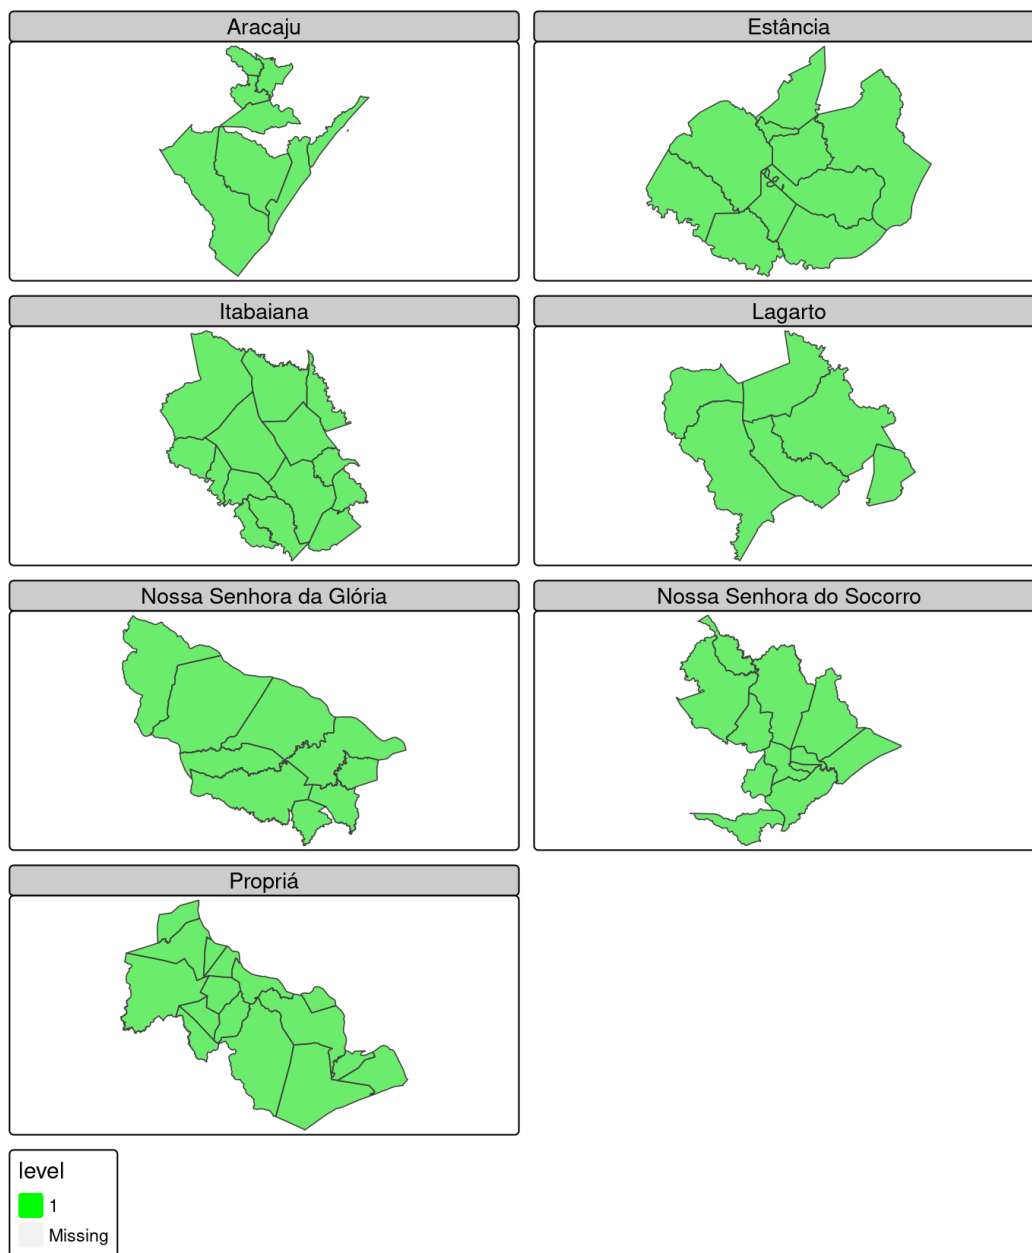 Aracaju
Estância
Itabaiana
Lagarto
Nossa Senhora da Glória
Nossa Senhora do Socorro
Propriá
level
1
Missing